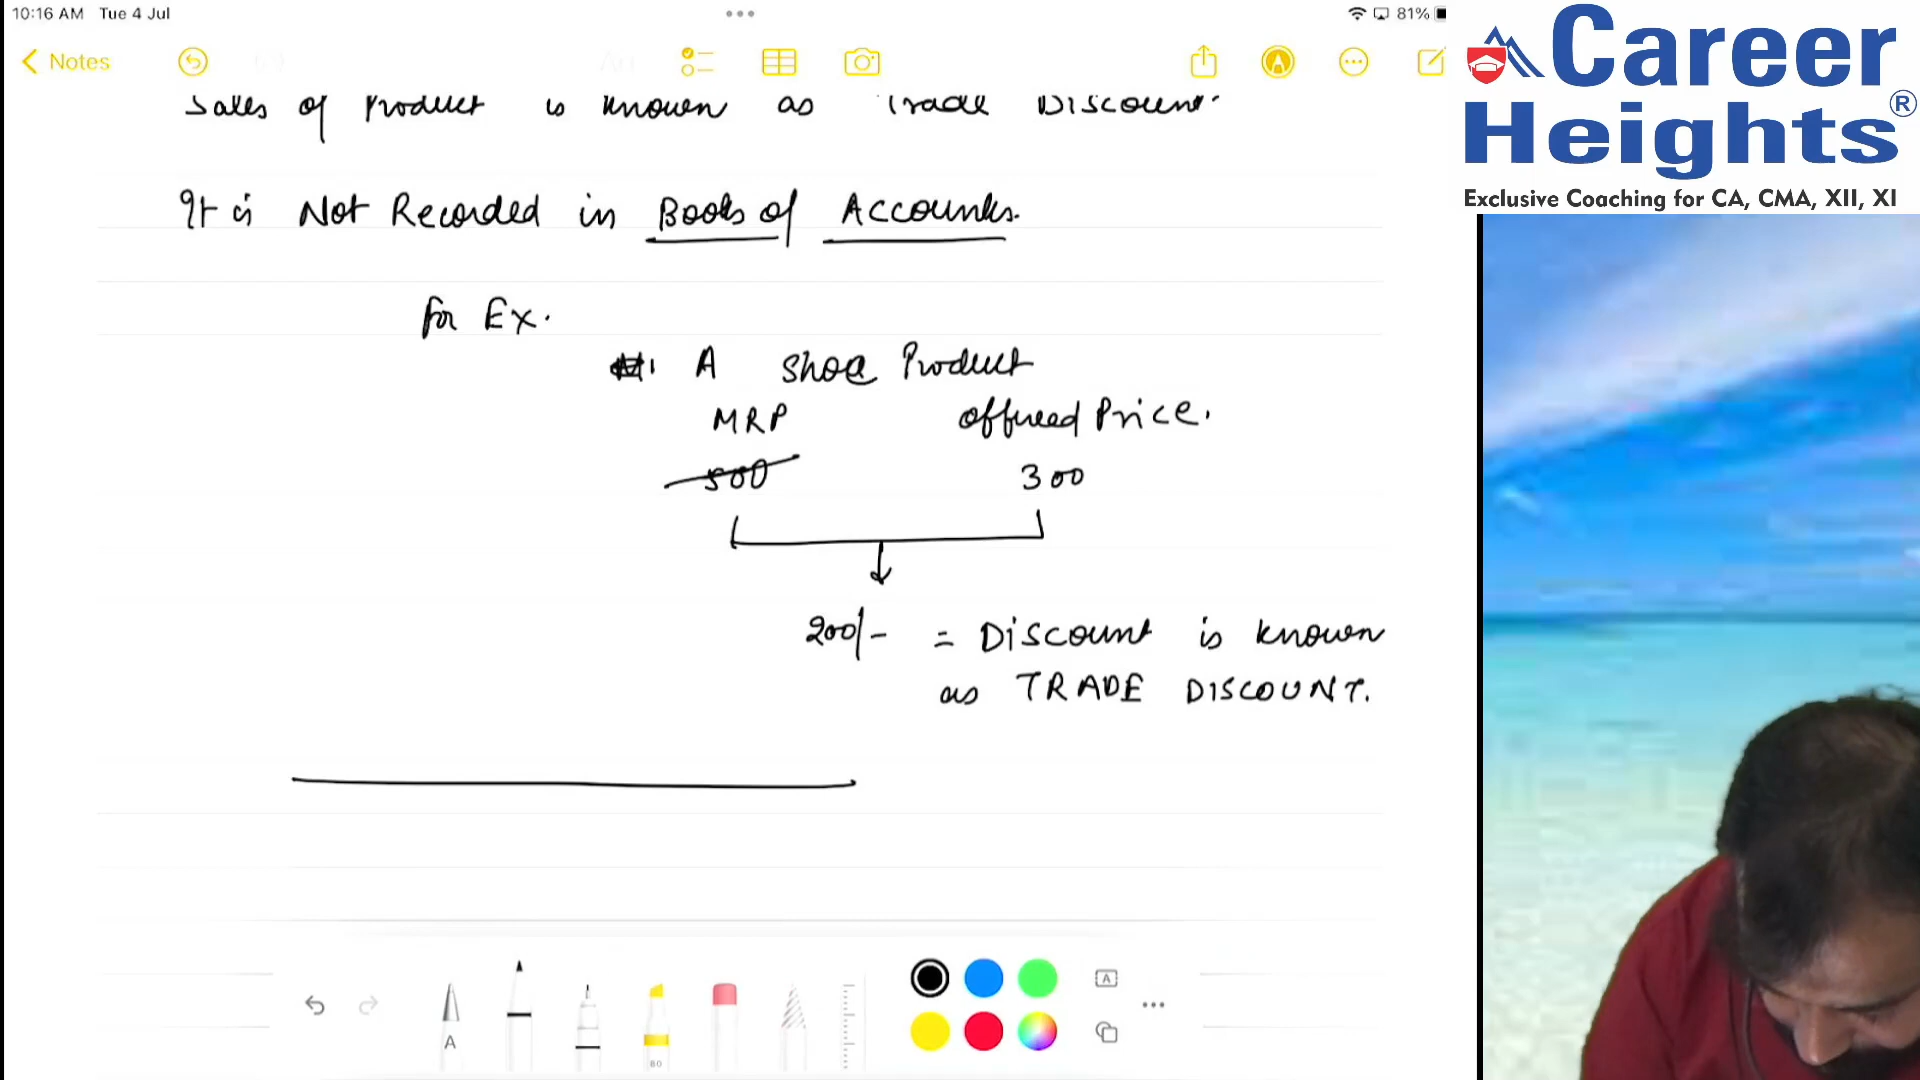 10:16 AM Tue 4 Jul
81%
Notes
Career
Heights®
Exclusive Coaching for CA, CMA, XII, XI
Sales of Product is known as Trade Discount.
It is Not Recorded in Books of Accounts.
for Ex.
A Shoe Product
MRP offered Price.
500 300
200/- = Discount is known
as TRADE DISCOUNT.
A
80
A